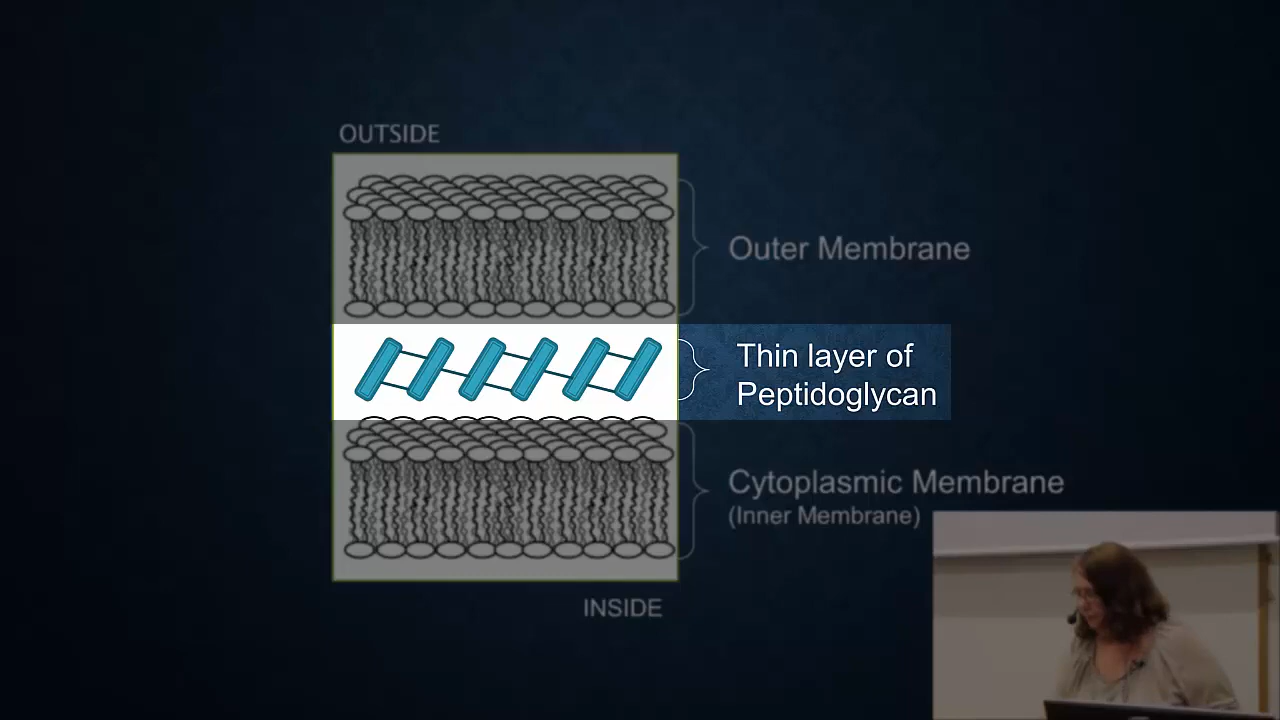 OUTSIDE
Outer Membrane
Thin layer of
Peptidoglycan
Cytoplasmic Membrane
(Inner Membrane)
INSIDE